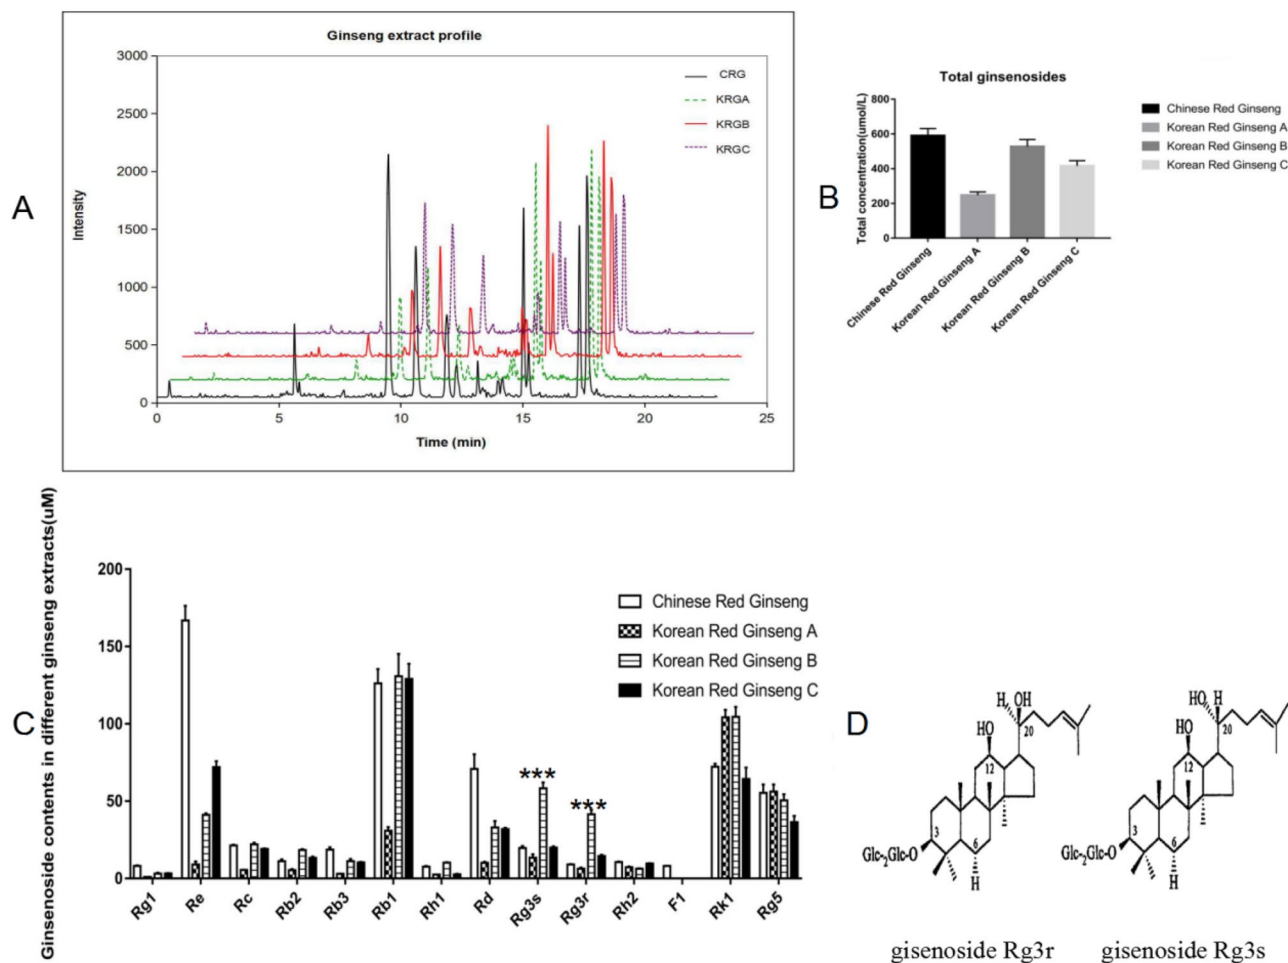 A
Ginseng extract profile
3000
2500
2000
1500
1000
500
0
Intensity
CRG
KRGA
KRGB
KRGC
0 5 10 15 20 25
Time (min)
B
Total ginsenosides
Total concentration(umol/L)
800
600
400
200
0
Chinese Red Ginseng
Korean Red Ginseng A
Korean Red Ginseng B
Korean Red Ginseng C
Chinese Red Ginseng
Korean Red Ginseng A
Korean Red Ginseng B
Korean Red Ginseng C
C
Ginsenoside contents in different ginseng extracts(uM)
200
150
100
50
0
Chinese Red Ginseng
Korean Red Ginseng A
Korean Red Ginseng B
Korean Red Ginseng C
***
***
Rg1 Re Rc Rb2 Rb3 Rb1 Rh1 Rd Rg3s Rg3r Rh2 F1 Rk1 Rg5
D
H OH
HO 20
12
3
6
Glc-2Glc-O
H
gisenoside Rg3r
HO H
HO 20
12
3
6
Glc-2Glc-O
H
gisenoside Rg3s